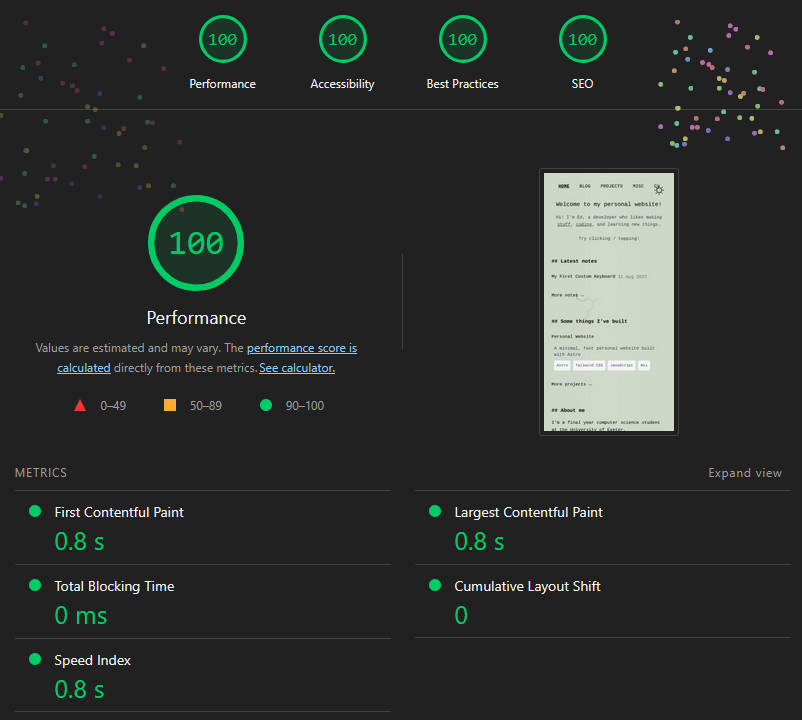 100 100 100 100
Performance Accessibility Best Practices SEO
100
Performance
Values are estimated and may vary. The performance score is
calculated directly from these metrics. See calculator.
0–49 50–89 90–100
HOME BLOG PROJECTS MISC
Welcome to my personal website!
Hi! I'm Ed, a developer who likes making
stuff, coding, and learning new things.
Try clicking / tapping!
## Latest notes
My First Custom Keyboard 31 Aug 2025
More notes →
## Some things I've built
Personal Website
A minimal, fast personal website built
with Astro
Astro Tailwind CSS JavaScript Nix
More projects →
## About me
I'm a final year computer science student
at the University of Exeter.
METRICS Expand view
First Contentful Paint
0.8 s
Largest Contentful Paint
0.8 s
Total Blocking Time
0 ms
Cumulative Layout Shift
0
Speed Index
0.8 s